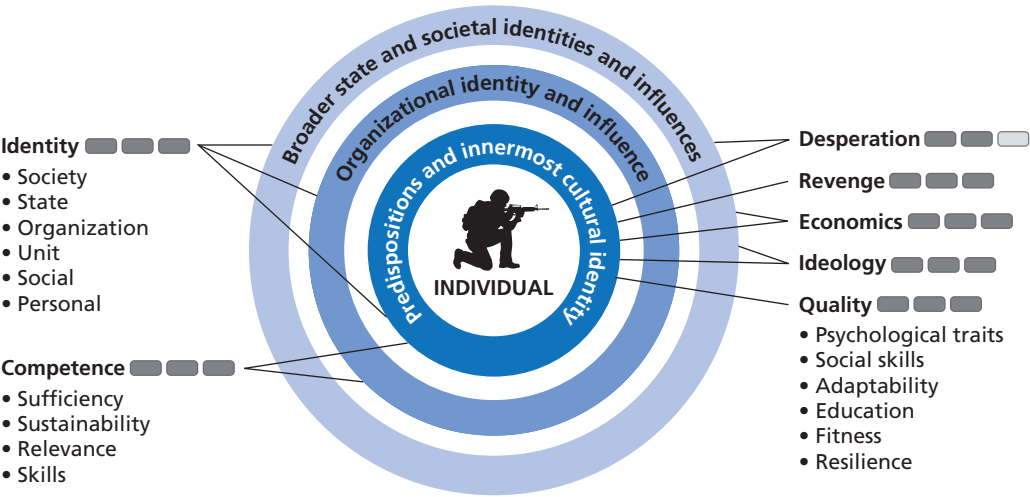 Broader state and societal identities and influences
Organizational identity and influence
Predispositions and innermost cultural identity
INDIVIDUAL
Identity
• Society
• State
• Organization
• Unit
• Social
• Personal
Competence
• Sufficiency
• Sustainability
• Relevance
• Skills
Desperation
Revenge
Economics
Ideology
Quality
• Psychological traits
• Social skills
• Adaptability
• Education
• Fitness
• Resilience